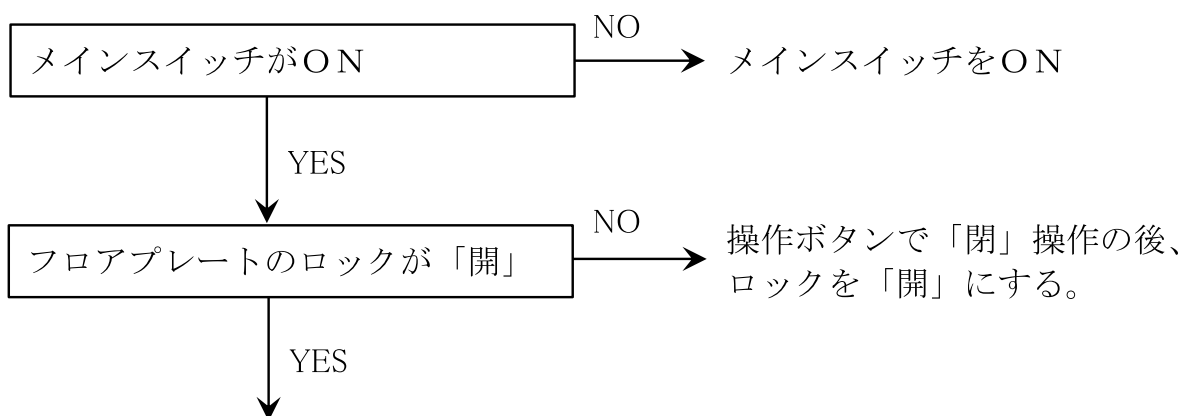 メインスイッチがＯＮ
NO
メインスイッチをＯＮ
YES
フロアプレートのロックが「開」
NO
操作ボタンで「閉」操作の後、
ロックを「開」にする。
YES